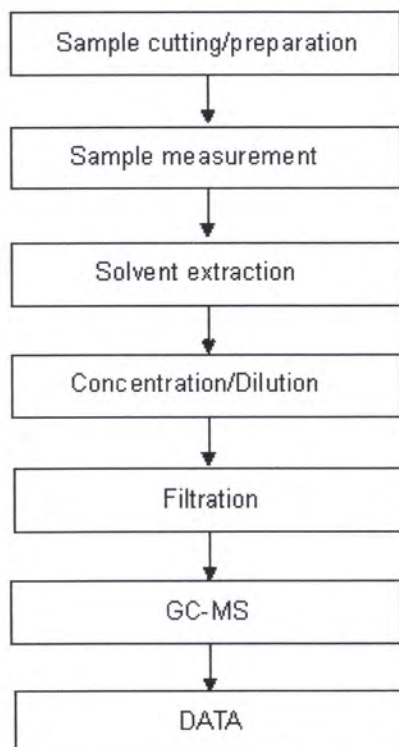 Sample cutting/preparation
Sample measurement
Solvent extraction
Concentration/Dilution
Filtration
GC-MS
DATA